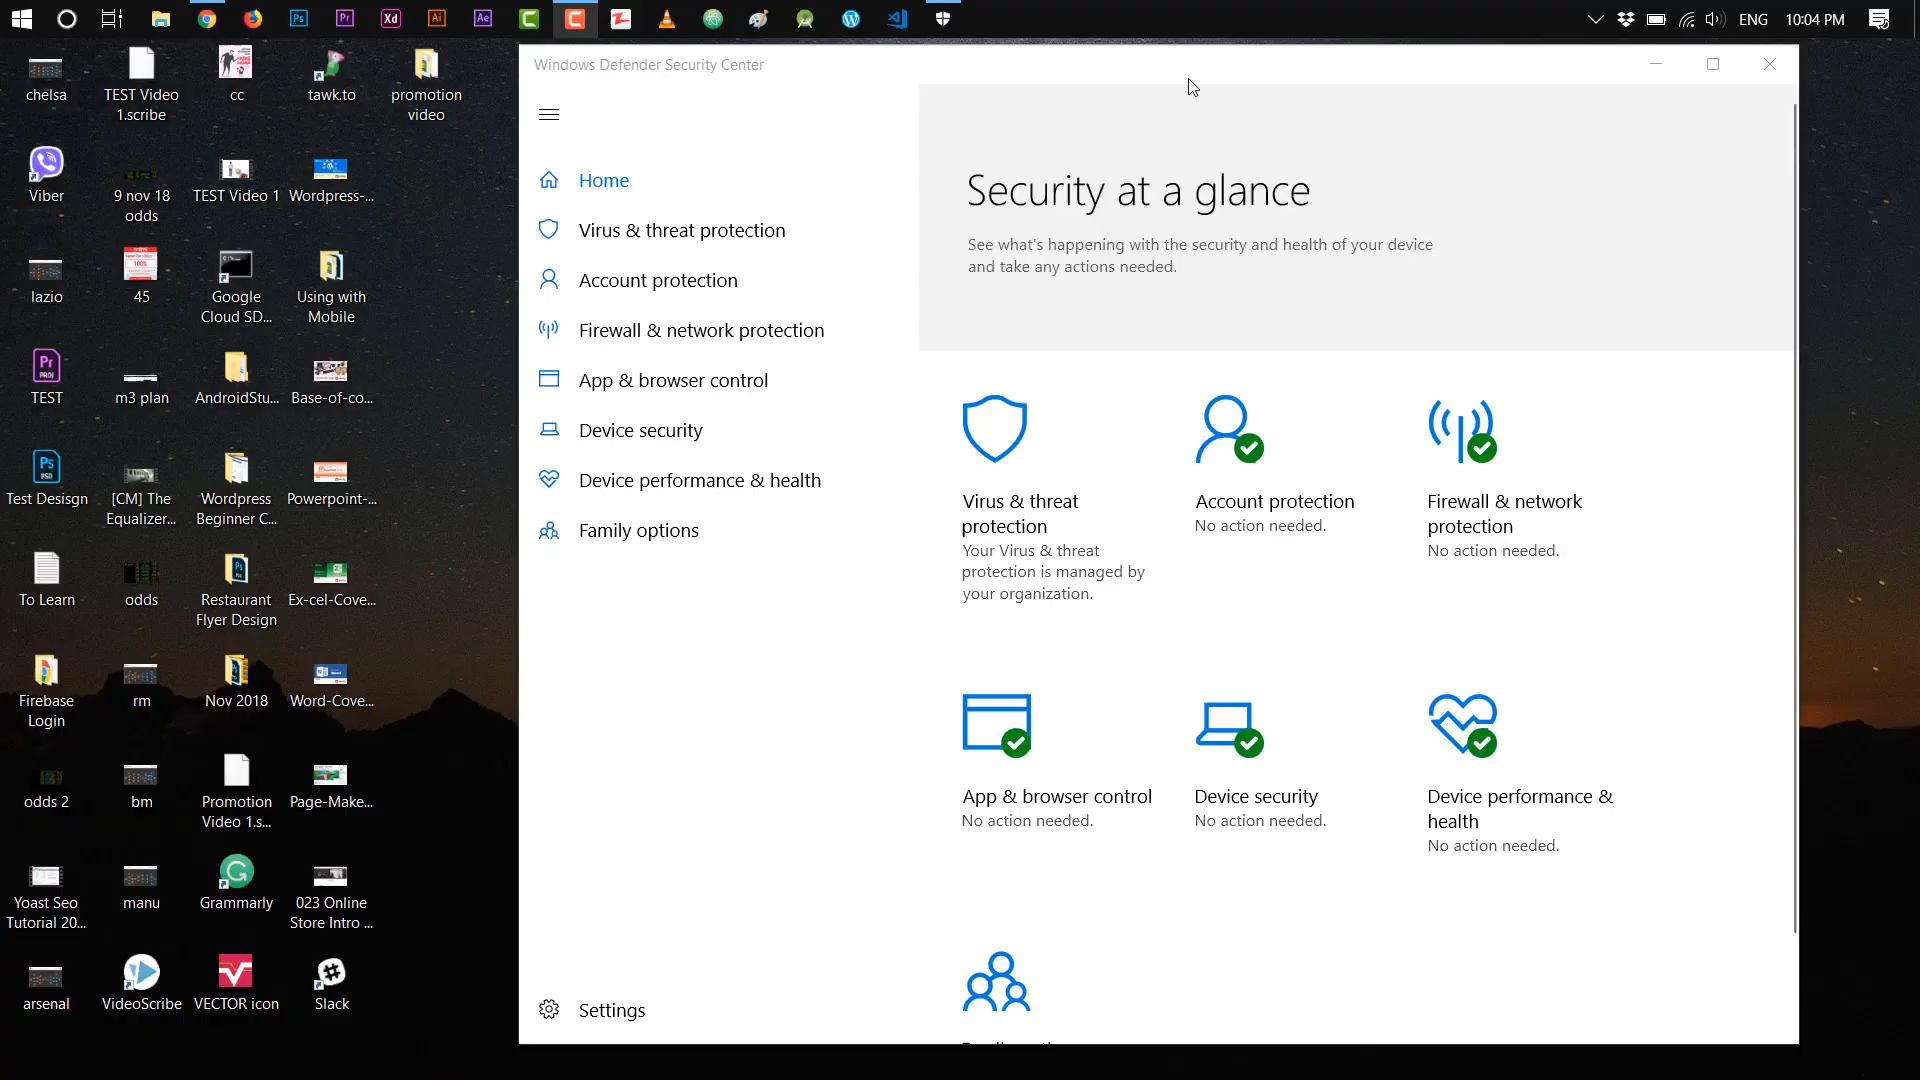 Ps
Pr
Xd
Ai
Ae
ENG
10:04 PM
chelsa
TEST Video
1.scribe
cc
tawk.to
promotion
video
Viber
9 nov 18
odds
TEST Video 1
Wordpress-...
lazio
45
Google
Cloud SD...
Using with
Mobile
TEST
m3 plan
AndroidStu...
Base-of-co...
Test Desisgn
[CM] The
Equalizer...
Wordpress
Beginner C...
Powerpoint-...
To Learn
odds
Restaurant
Flyer Design
Ex-cel-Cove...
Firebase
Login
rm
Nov 2018
Word-Cove...
odds 2
bm
Promotion
Video 1.s...
Page-Make...
Yoast Seo
Tutorial 20...
manu
Grammarly
023 Online
Store Intro ...
arsenal
VideoScribe
VECTOR icon
Slack
Windows Defender Security Center
Home
Virus & threat protection
Account protection
Firewall & network protection
App & browser control
Device security
Device performance & health
Family options
Settings
Security at a glance
See what's happening with the security and health of your device
and take any actions needed.
Virus & threat
protection
Your Virus & threat
protection is managed by
your organization.
Account protection
No action needed.
Firewall & network
protection
No action needed.
App & browser control
No action needed.
Device security
No action needed.
Device performance &
health
No action needed.